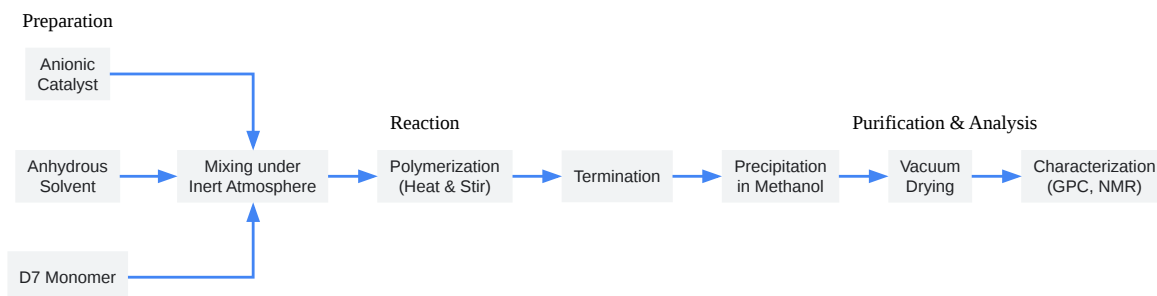 Preparation
Anionic
Catalyst
Reaction
Purification & Analysis
Anhydrous
Solvent
Mixing under
Inert Atmosphere
Polymerization
(Heat & Stir)
Termination
Precipitation
in Methanol
Vacuum
Drying
Characterization
(GPC, NMR)
D7 Monomer